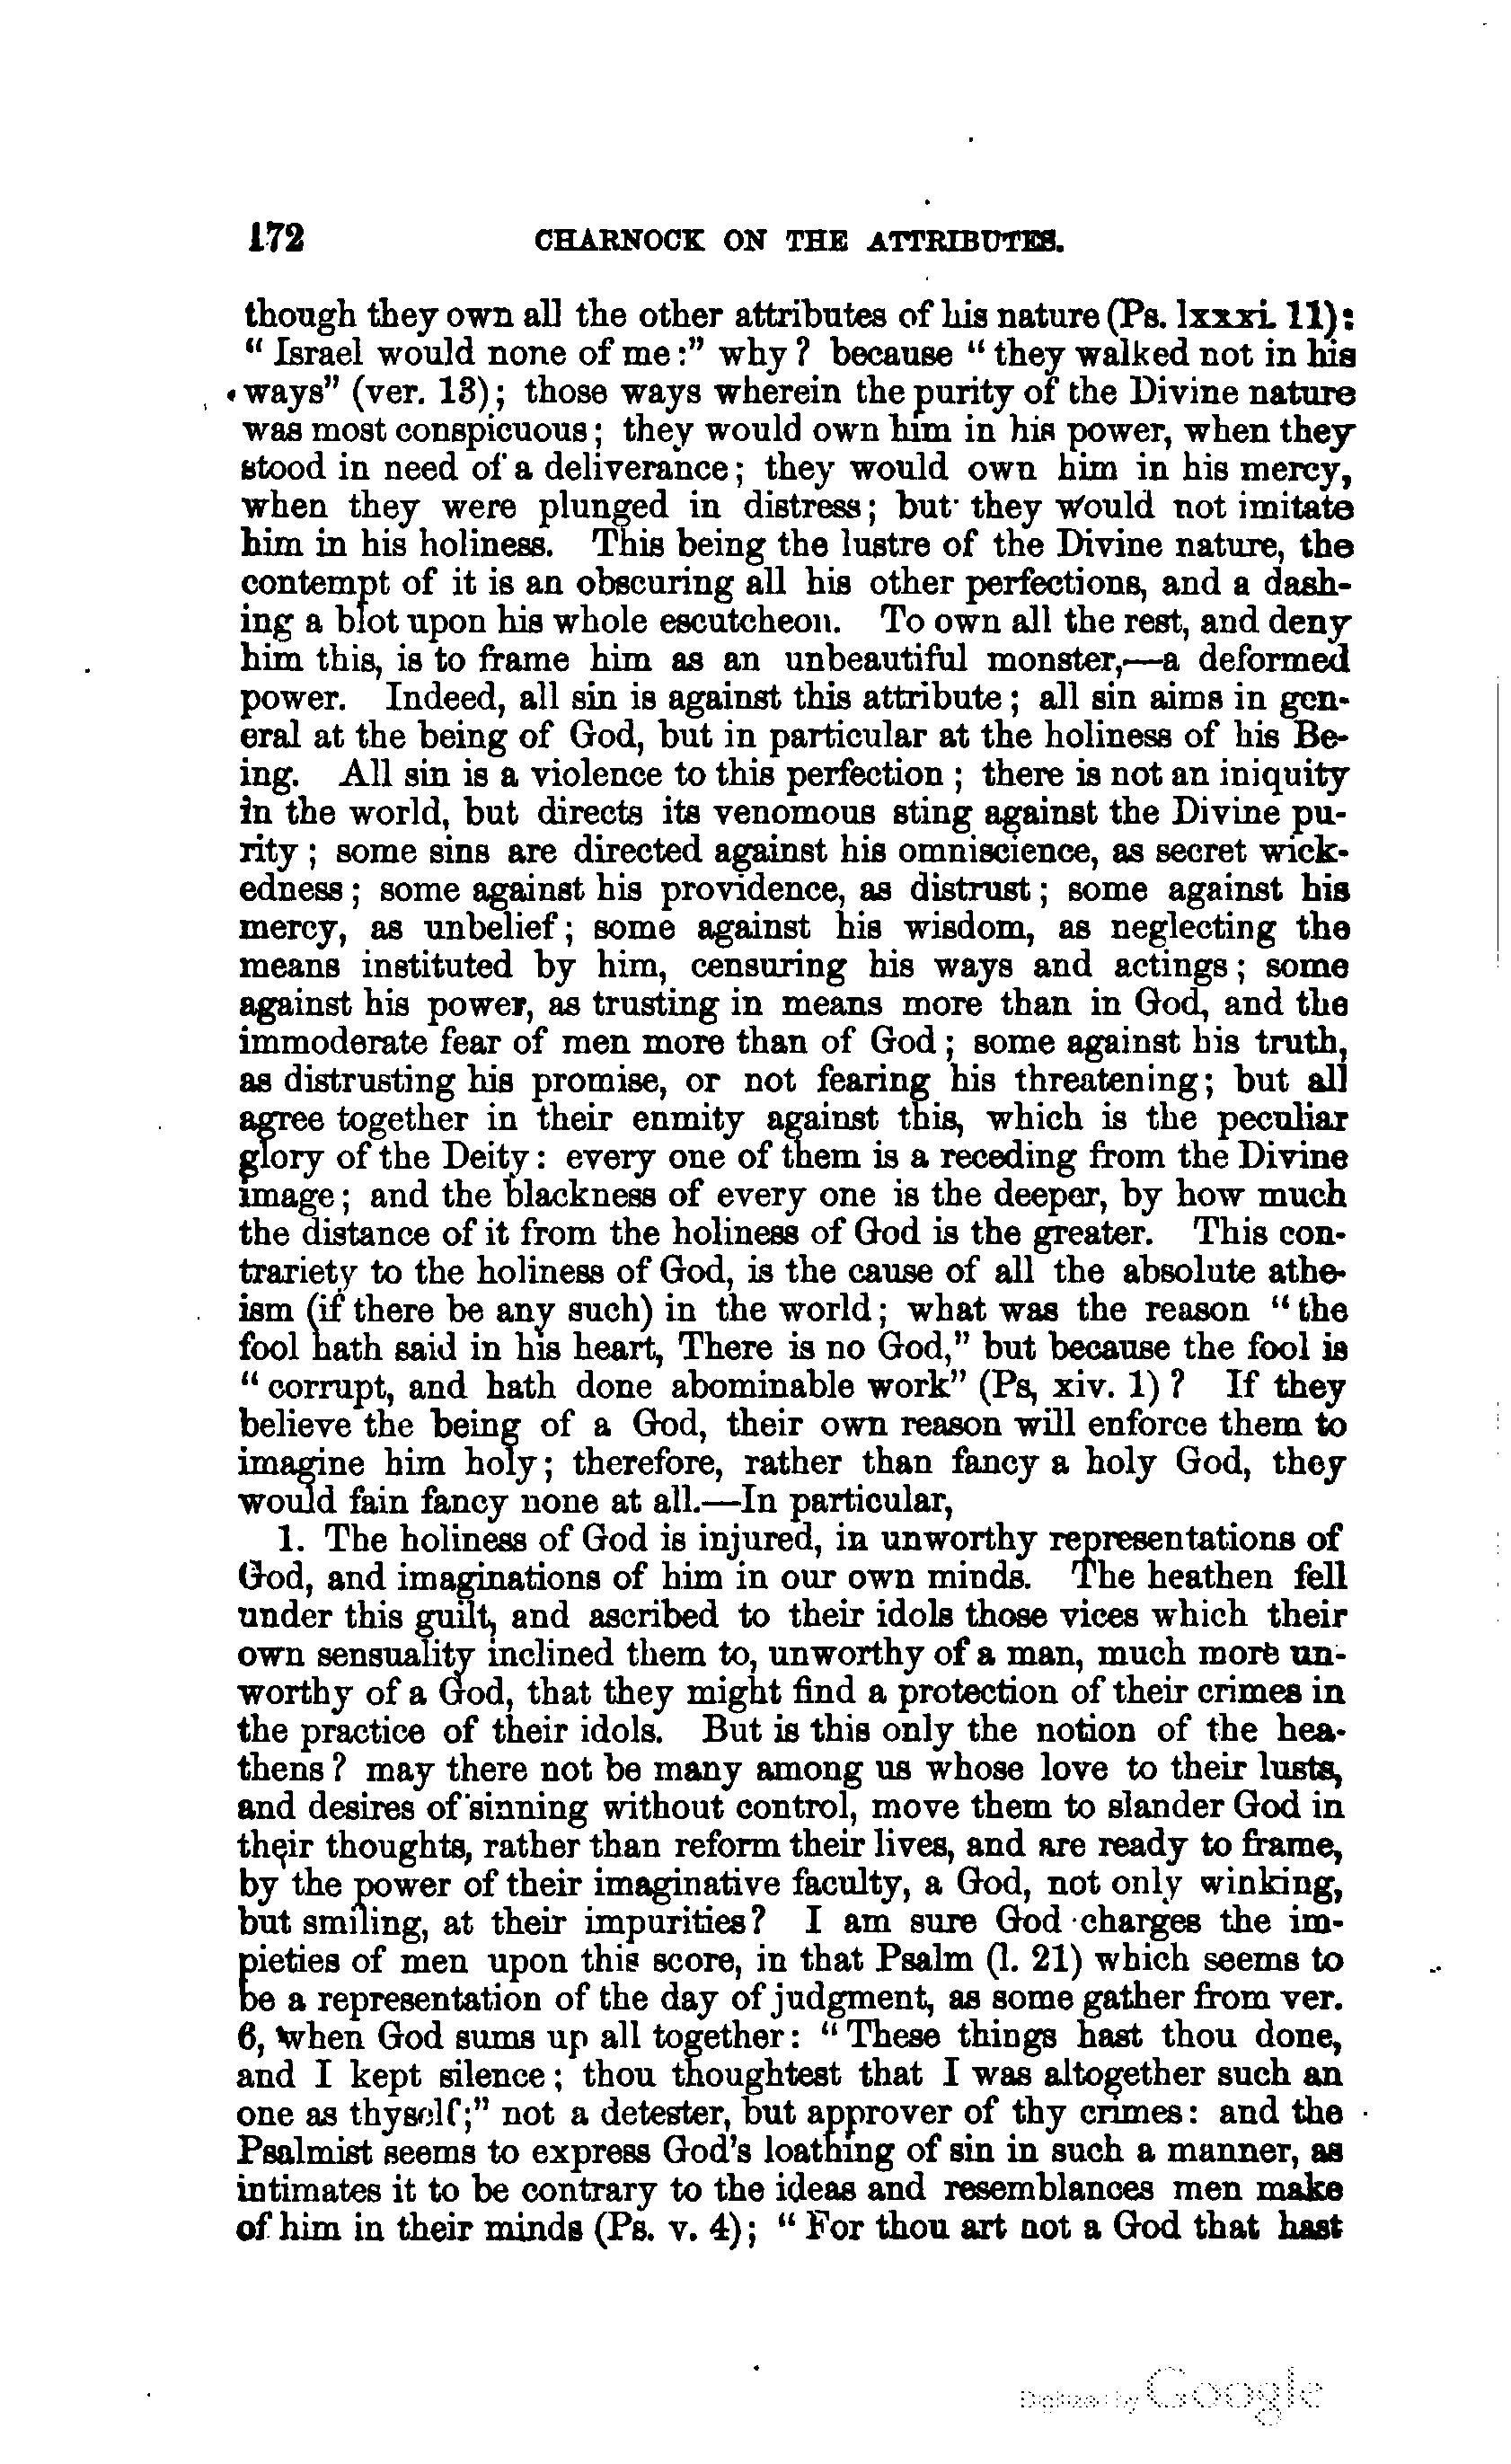 172 CHARNOCK ON THE ATTRIBUTES.
though they own all the other attributes of his nature (Ps. lxxxi. 11):
" Israel would none of me :" why ? because " they walked not in his
ways" (ver. 13); those ways wherein the purity of the Divine nature
was most conspicuous; they would own him in his power, when they
stood in need of a deliverance; they would own him in his mercy,
when they were plunged in distress; but they would not imitate
him in his holiness. This being the lustre of the Divine nature, the
contempt of it is an obscuring all his other perfections, and a dash-
ing a blot upon his whole escutcheon. To own all the rest, and deny
him this, is to frame him as an unbeautiful monster,—a deformed
power. Indeed, all sin is against this attribute; all sin aims in gen-
eral at the being of God, but in particular at the holiness of his Be-
ing. All sin is a violence to this perfection; there is not an iniquity
in the world, but directs its venomous sting against the Divine pu-
rity; some sins are directed against his omniscience, as secret wick-
edness; some against his providence, as distrust; some against his
mercy, as unbelief; some against his wisdom, as neglecting the
means instituted by him, censuring his ways and actings; some
against his power, as trusting in means more than in God, and the
immoderate fear of men more than of God; some against his truth,
as distrusting his promise, or not fearing his threatening; but all
agree together in their enmity against this, which is the peculiar
glory of the Deity: every one of them is a receding from the Divine
image; and the blackness of every one is the deeper, by how much
the distance of it from the holiness of God is the greater. This con-
trariety to the holiness of God, is the cause of all the absolute athe-
ism (if there be any such) in the world; what was the reason " the
fool hath said in his heart, There is no God," but because the fool is
" corrupt, and hath done abominable work" (Ps, xiv. 1) ? If they
believe the being of a God, their own reason will enforce them to
imagine him holy; therefore, rather than fancy a holy God, they
would fain fancy none at all.—In particular,
1. The holiness of God is injured, in unworthy representations of
God, and imaginations of him in our own minds. The heathen fell
under this guilt, and ascribed to their idols those vices which their
own sensuality inclined them to, unworthy of a man, much more un-
worthy of a God, that they might find a protection of their crimes in
the practice of their idols. But is this only the notion of the hea-
thens ? may there not be many among us whose love to their lusts,
and desires of sinning without control, move them to slander God in
their thoughts, rather than reform their lives, and are ready to frame,
by the power of their imaginative faculty, a God, not only winking,
but smiling, at their impurities? I am sure God charges the im-
pieties of men upon this score, in that Psalm (l. 21) which seems to
be a representation of the day of judgment, as some gather from ver.
6, when God sums up all together: " These things hast thou done,
and I kept silence; thou thoughtest that I was altogether such an
one as thyself;" not a detester, but approver of thy crimes: and the
Psalmist seems to express God's loathing of sin in such a manner, as
intimates it to be contrary to the ideas and resemblances men make
of him in their minds (Ps. v. 4); " For thou art not a God that hast
Digitized by Google